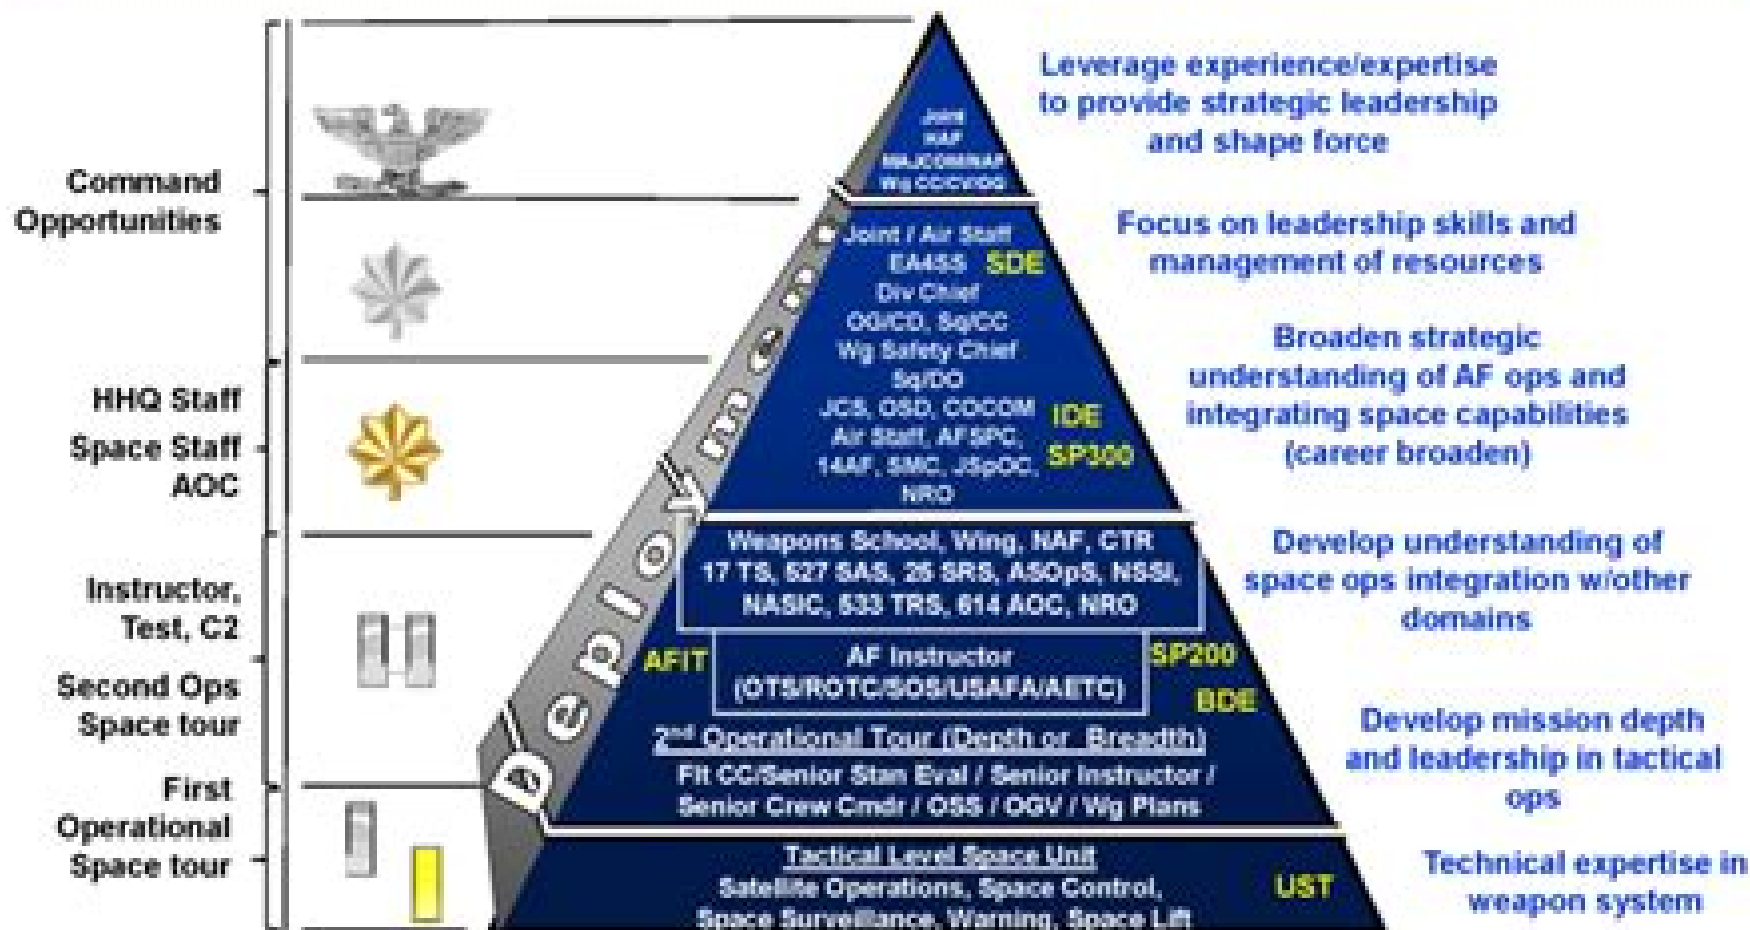 Command
Opportunities
HHQ Staff
Space Staff
AOC
Instructor,
Test, C2
Second Ops
Space tour
First
Operational
Space tour
Deployment
Joint
HAF
MAJCOM/NAF
Wg CC/CV/OG
Joint / Air Staff
EA4SS SDE
Div Chief
OG/CD, Sq/CC
Wg Safety Chief
Sq/DO
JCS, OSD, COCOM IDE
Air Staff, AFSPC,
14AF, SMC, JSpOC, SP300
NRO
Weapons School, Wing, NAF, CTR
17 TS, 527 SAS, 25 SRS, ASOpS, NSSI,
NASIC, 533 TRS, 614 AOC, NRO
AFIT AF Instructor SP200
(OTS/ROTC/SOS/USAFA/AETC)
BDE
2nd Operational Tour (Depth or Breadth)
Flt CC/Senior Stan Eval / Senior Instructor /
Senior Crew Cmdr / OSS / OGV / Wg Plans
Tactical Level Space Unit
Satellite Operations, Space Control, UST
Space Surveillance, Warning, Space Lift
Leverage experience/expertise
to provide strategic leadership
and shape force
Focus on leadership skills and
management of resources
Broaden strategic
understanding of AF ops and
integrating space capabilities
(career broaden)
Develop understanding of
space ops integration w/other
domains
Develop mission depth
and leadership in tactical
ops
Technical expertise in
weapon system